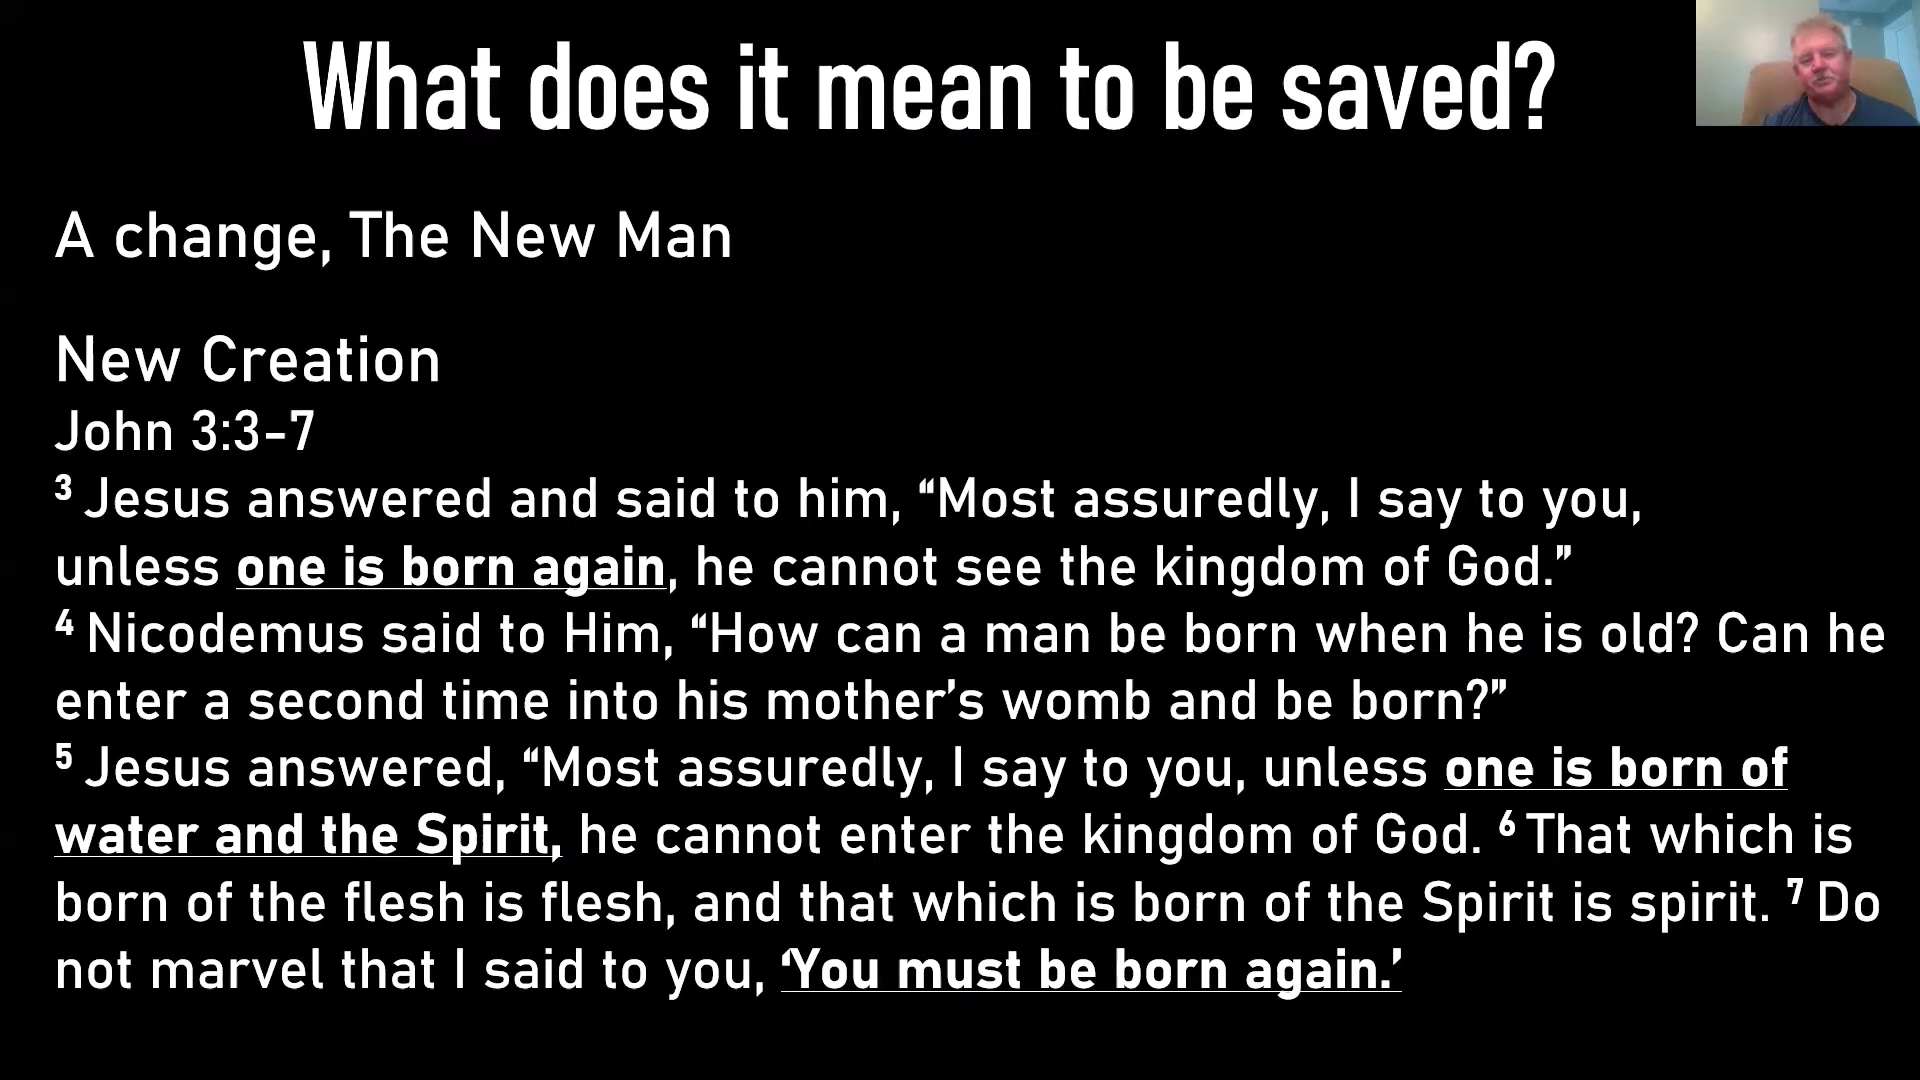 What does it mean to be saved?
A change, The New Man
New Creation
John 3:3-7
³ Jesus answered and said to him, “Most assuredly, I say to you,
unless one is born again, he cannot see the kingdom of God.”
⁴ Nicodemus said to Him, “How can a man be born when he is old? Can he
enter a second time into his mother’s womb and be born?”
⁵ Jesus answered, “Most assuredly, I say to you, unless one is born of
water and the Spirit, he cannot enter the kingdom of God. ⁶ That which is
born of the flesh is flesh, and that which is born of the Spirit is spirit. ⁷ Do
not marvel that I said to you, ‘You must be born again.’